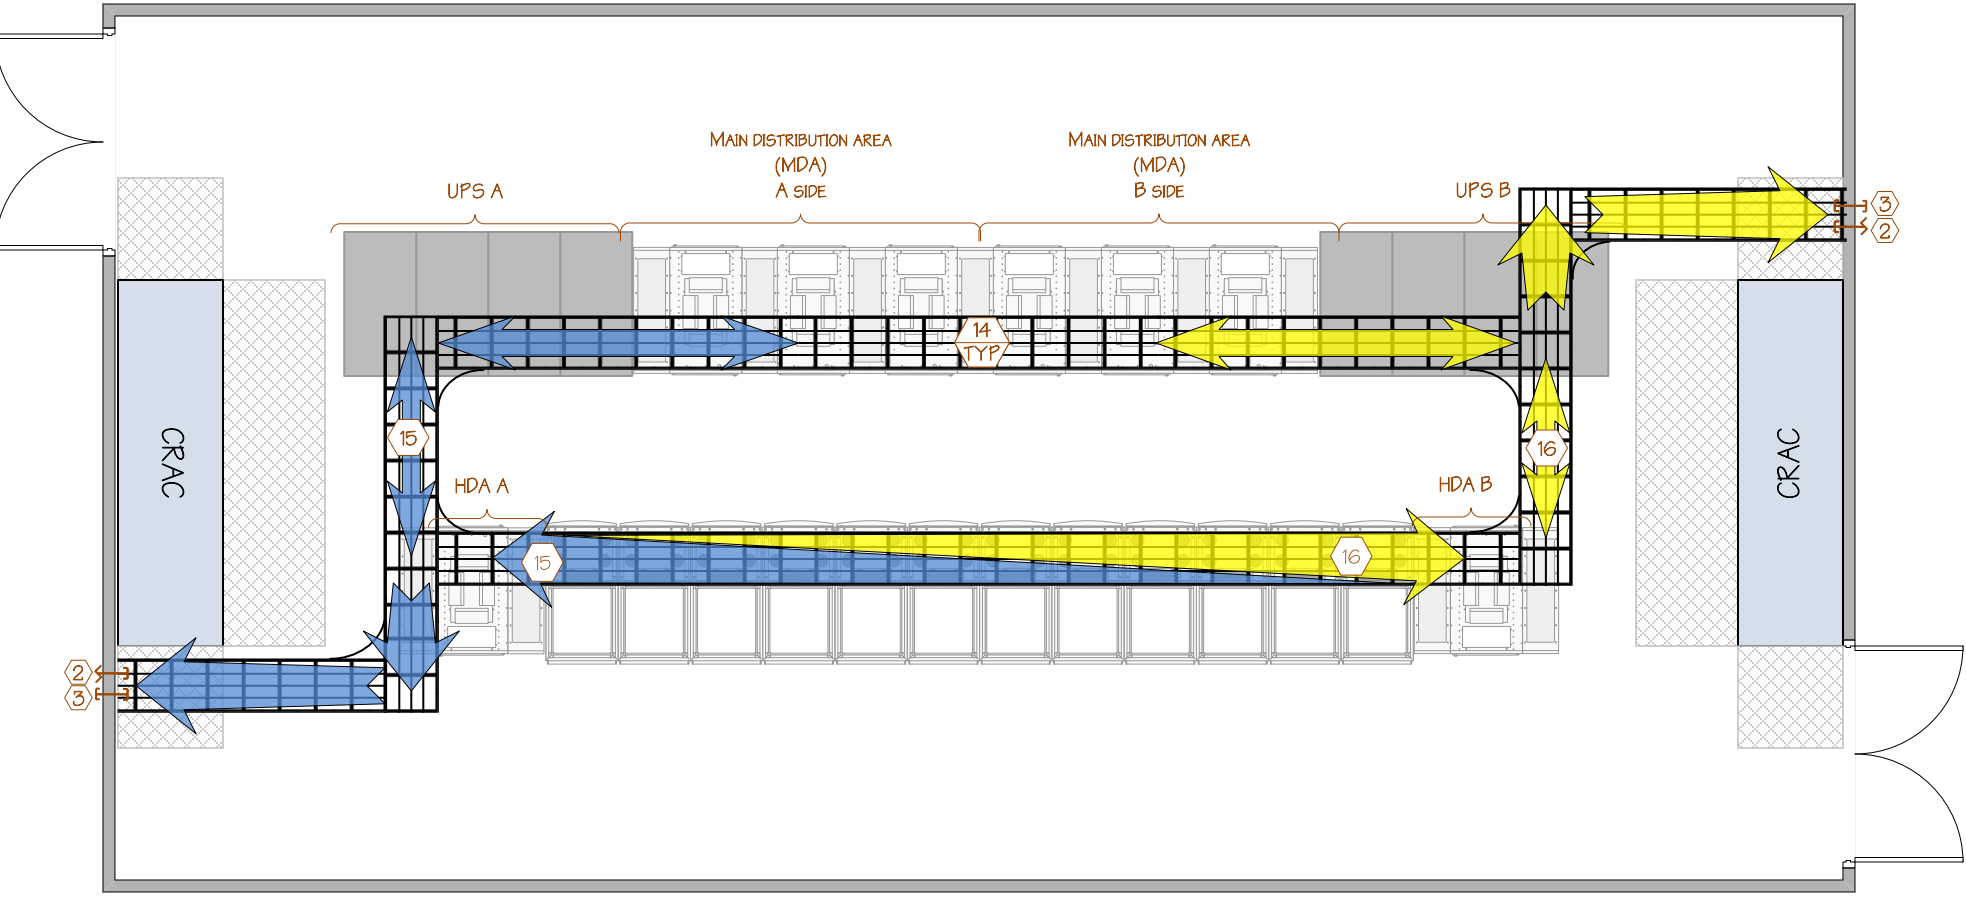 MAIN DISTRIBUTION AREA
(MDA)
A SIDE
MAIN DISTRIBUTION AREA
(MDA)
B SIDE
UPS A
UPS B
3
2
14
TYP
15
16
CRAC
CRAC
HDA A
HDA B
15
16
2
3